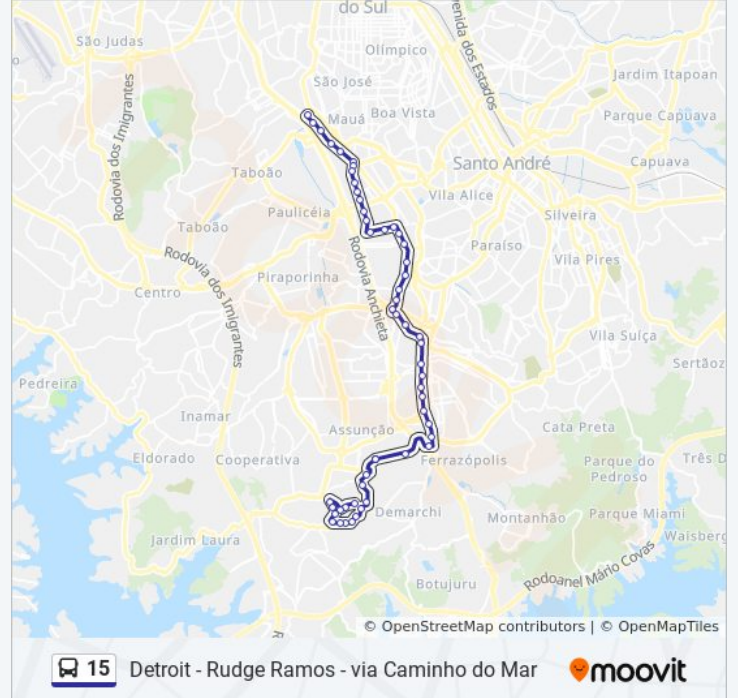 do Sul
São Judas
Olímpico
Avenida dos Estados
São José
Jardim Itapoan
Rodovia dos Imigrantes
Mauá
Boa Vista
Parque Capuava
Santo André
Capuava
Taboão
Vila Alice
Paulicéia
Silveira
Taboão
Paraíso
Vila Pires
Rodovia dos Imigrantes
Rodovia Anchieta
Piraporinha
Centro
Vila Suíça
Sertãoz
Pedreira
Inamar
Assunção
Cata Preta
Eldorado
Cooperativa
Ferrazópolis
Parque do
Pedroso
Três D
Demarchi
Montanhão
Parque Miami
Jardim Laura
Waisberg
Botujuru
Rodoanel Mário Covas
R
© OpenStreetMap contributors | © OpenMapTiles
15 Detroit - Rudge Ramos - via Caminho do Mar
moovit